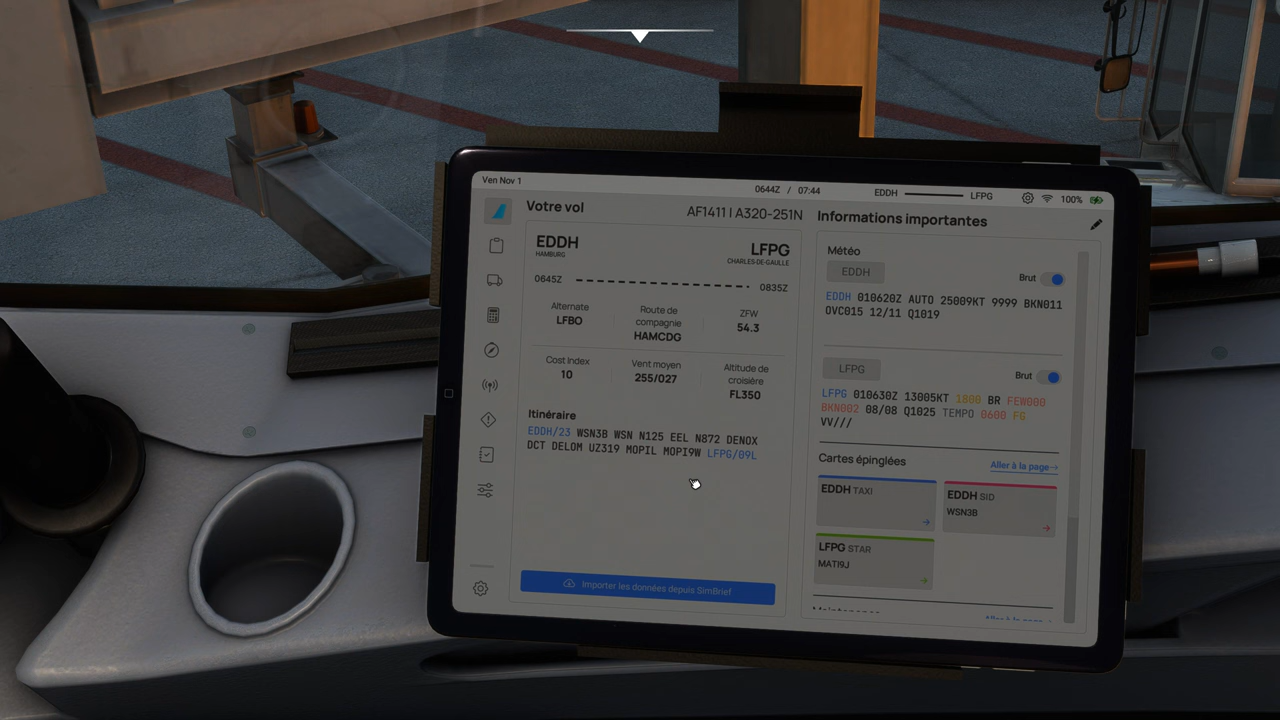 Ven Nov 1
0644Z / 07:44
EDDH LFPG
100%
Votre vol
AF1411 | A320-251N
EDDH
HAMBURG
LFPG
CHARLES-DE-GAULLE
0645Z
0835Z
Alternate
LFBO
Route de
compagnie
HAMCDG
ZFW
54.3
Cost Index
10
Vent moyen
255/027
Altitude de
croisière
FL350
Itinéraire
EDDH/23 WSN3B WSN N125 EEL N872 DENOX
DCT DELOM UZ319 MOPIL MOPI9W LFPG/09L
Importer les données depuis SimBrief
Informations importantes
Météo
EDDH
Brut
EDDH 010620Z AUTO 25009KT 9999 BKN011
OVC015 12/11 Q1019
LFPG
Brut
LFPG 010630Z 13005KT 1800 BR FEW000
BKN002 08/08 Q1025 TEMPO 0600 FG
VV///
Cartes épinglées
Aller à la page→
EDDH TAXI
EDDH SID
WSN3B
LFPG STAR
MATI9J